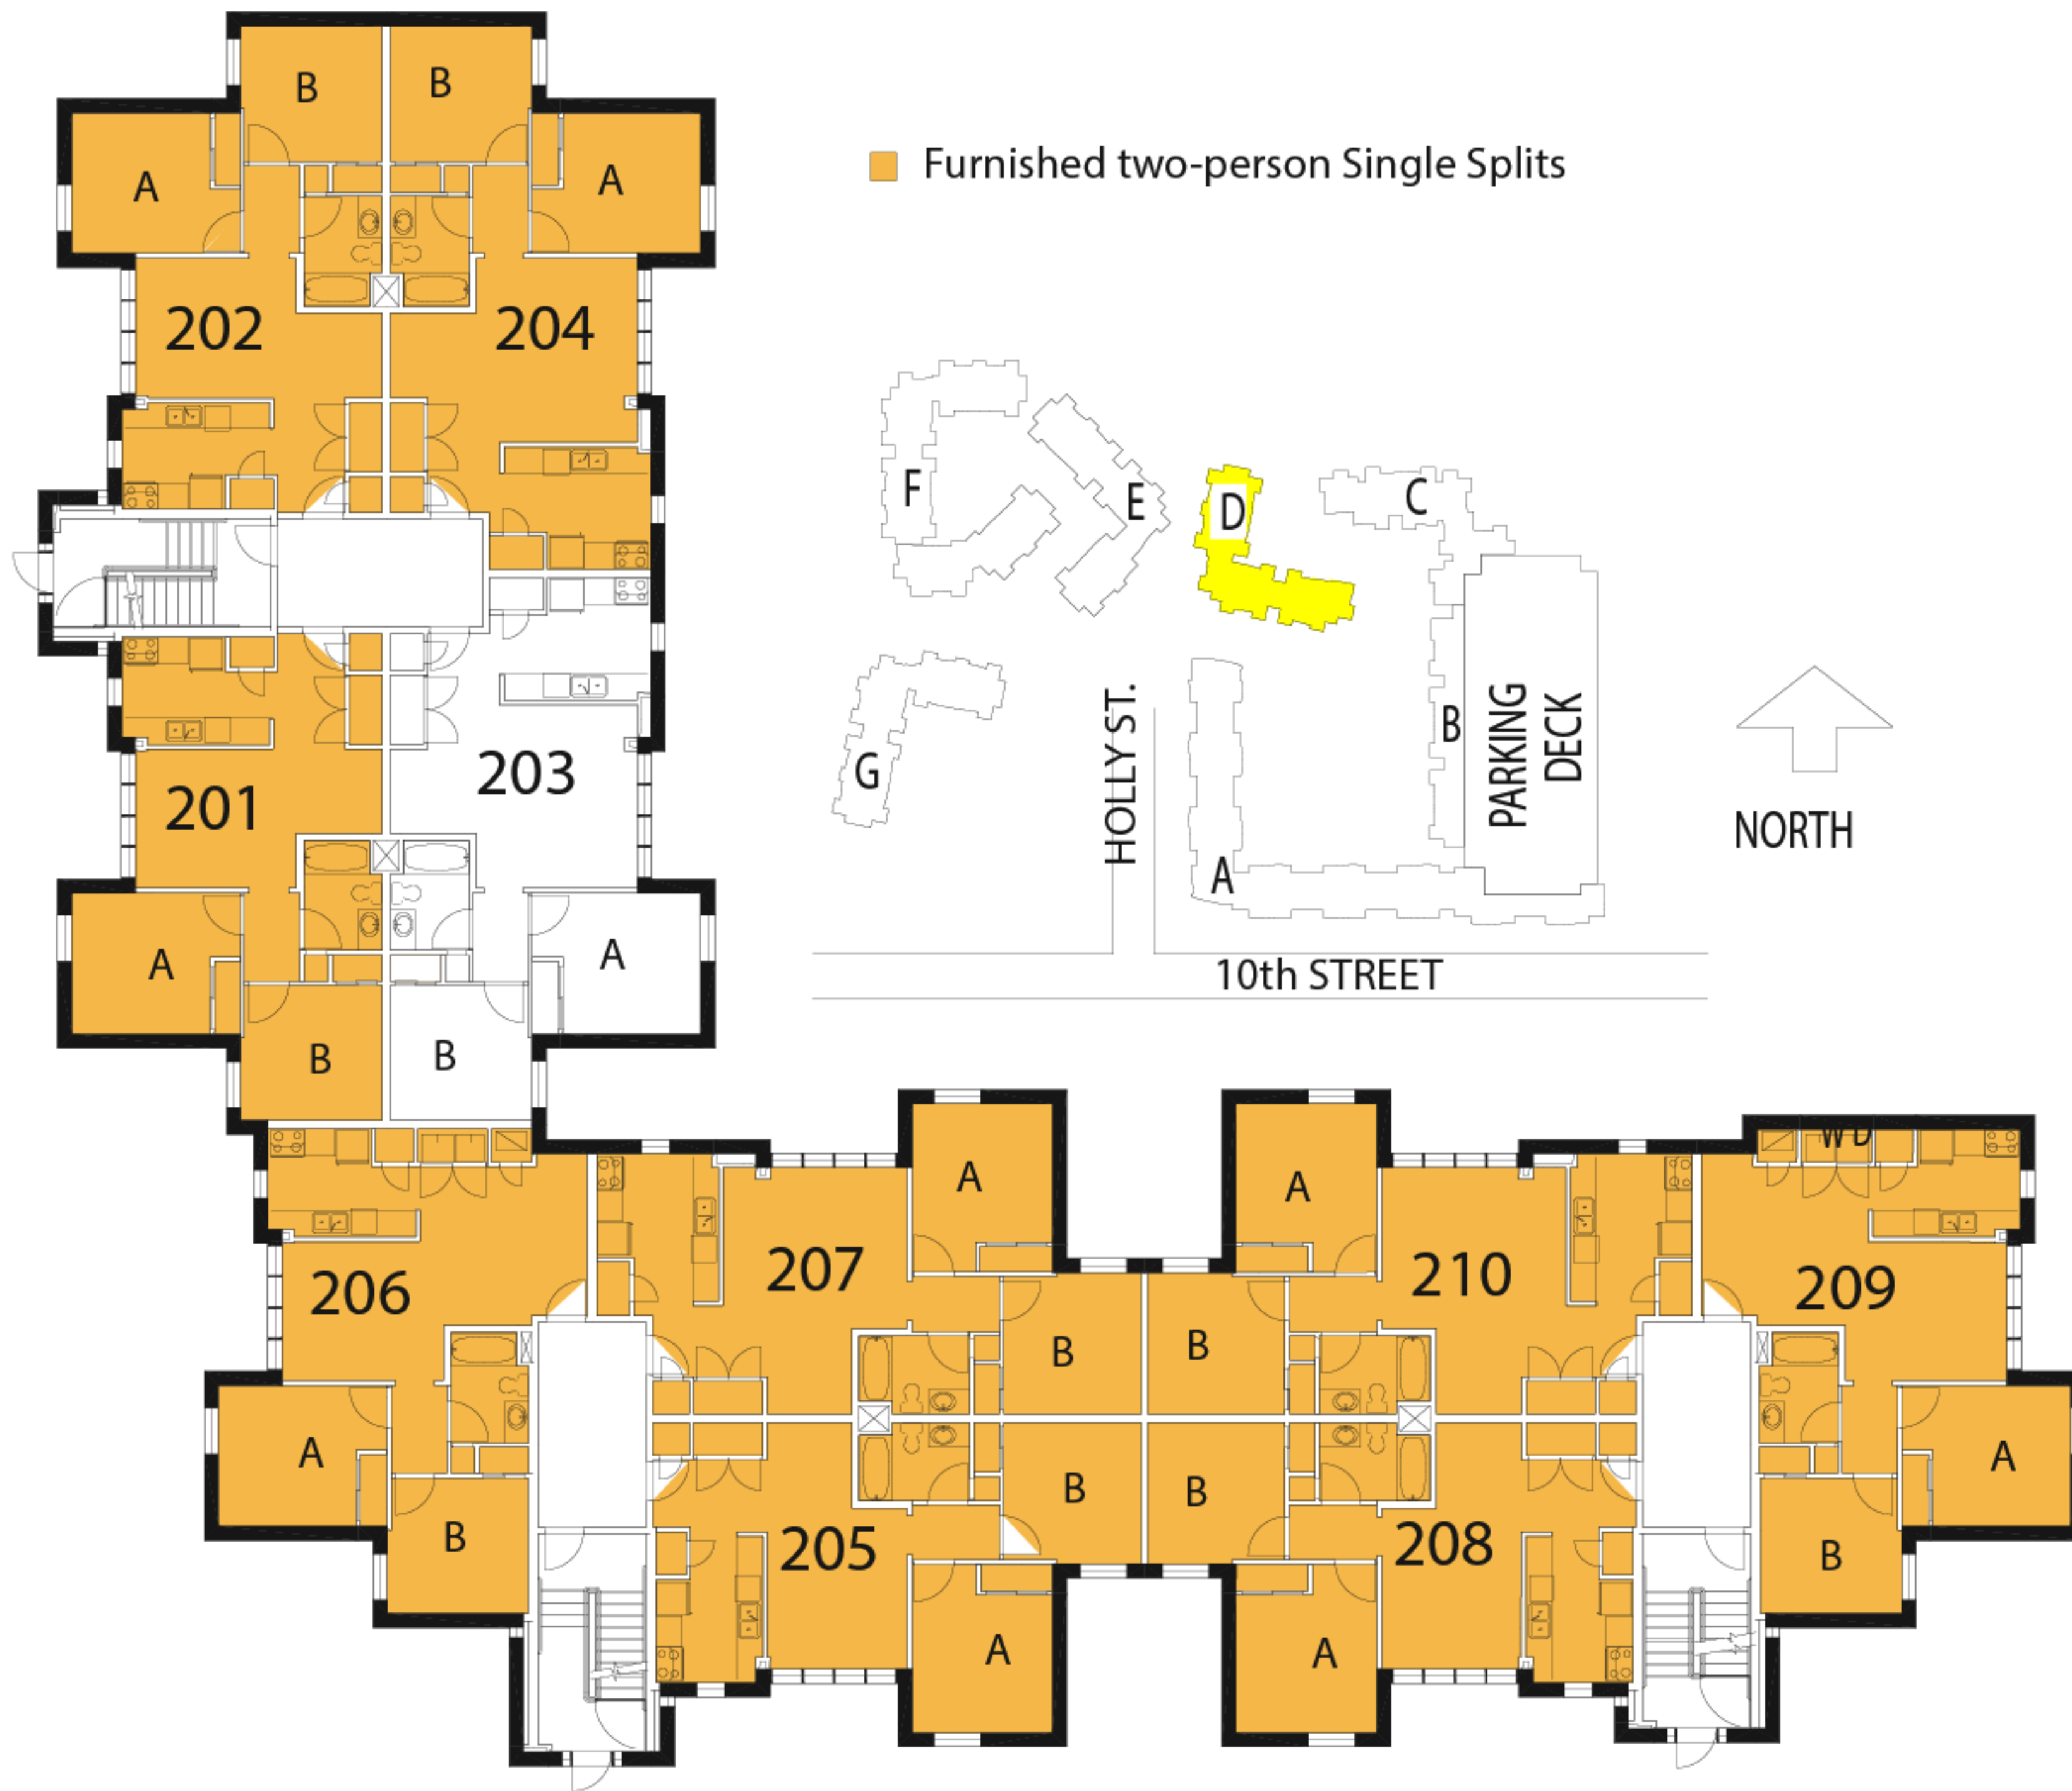 B
B
A
A
Furnished two-person Single Splits
202
204
F
E
D
C
B
PARKING
DECK
HOLLY ST.
G
A
NORTH
10th STREET
201
203
A
A
B
B
A
A
W D
206
207
210
209
B
B
A
A
B
B
B
205
208
B
A
A